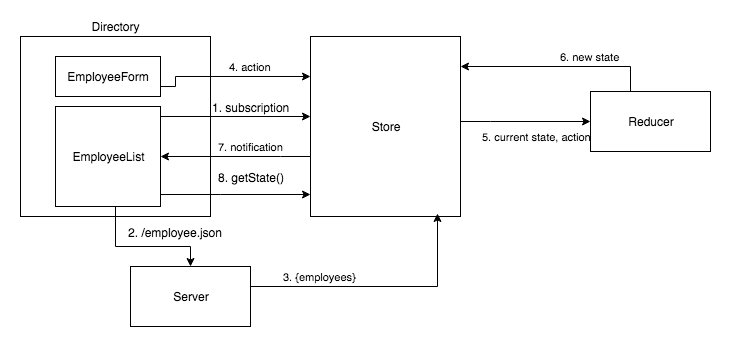 Directory
EmployeeForm
4. action
6. new state
1. subscription
Store
Reducer
5. current state, action
EmployeeList
7. notification
8. getState()
2. /employee.json
3. {employees}
Server